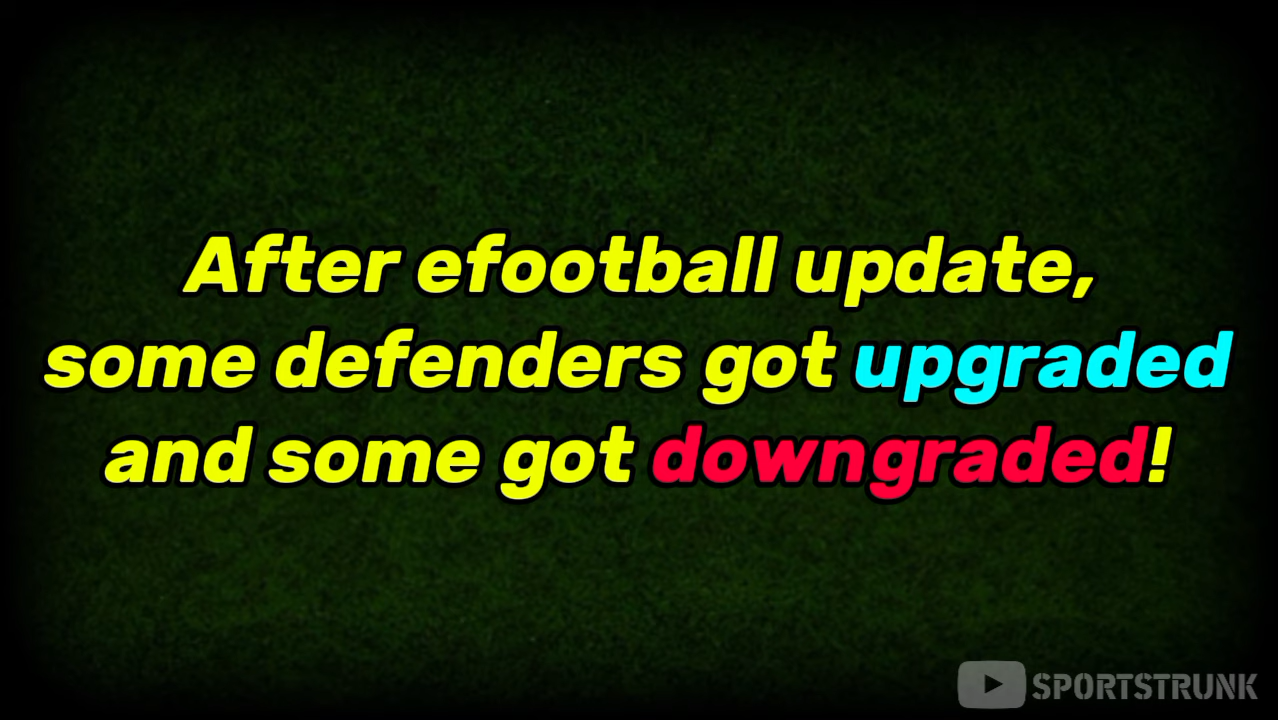 After efootball update,
some defenders got upgraded
and some got downgraded!
SPORTSTRUNK